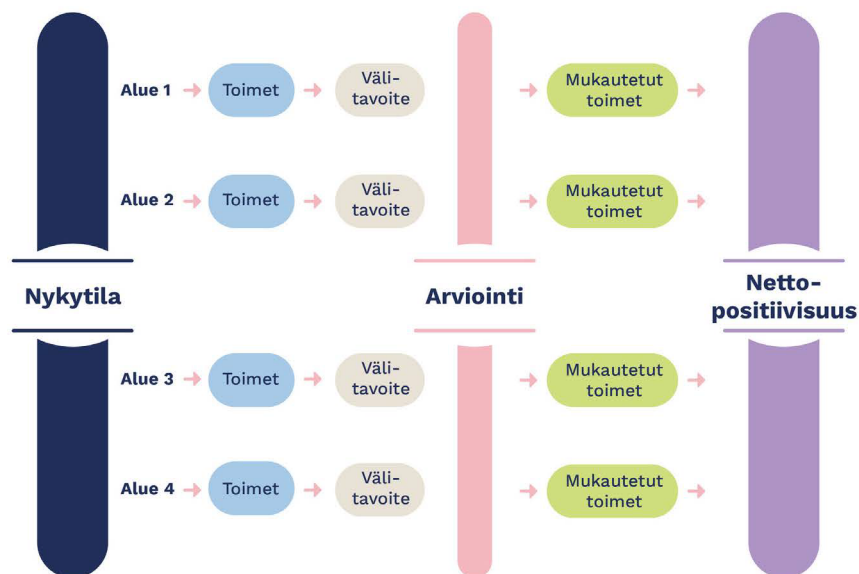 Alue 1
Toimet
Väli-
tavoite
Mukautetut
toimet
Alue 2
Toimet
Väli-
tavoite
Mukautetut
toimet
Nykytila
Arviointi
Netto-
positiivisuus
Alue 3
Toimet
Väli-
tavoite
Mukautetut
toimet
Alue 4
Toimet
Väli-
tavoite
Mukautetut
toimet